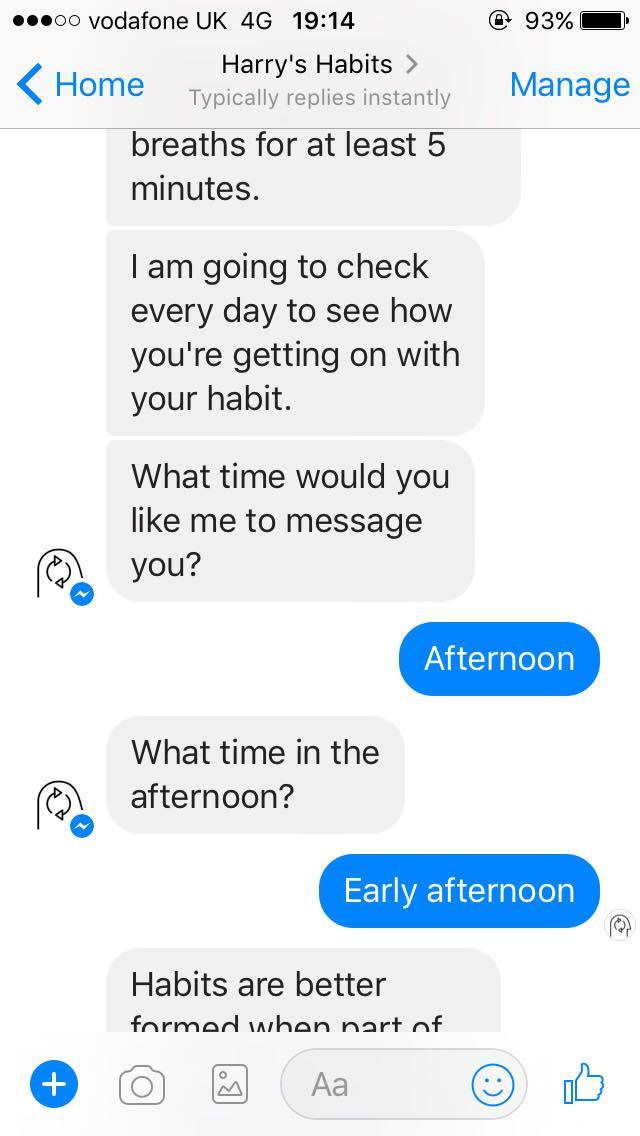 vodafone UK 4G 19:14 93%
Harry's Habits
Home
Typically replies instantly
Manage
breaths for at least 5
minutes.
I am going to check
every day to see how
you're getting on with
your habit.
What time would you
like me to message
you?
Afternoon
What time in the
afternoon?
Early afternoon
Habits are better
formed when part of
Aa